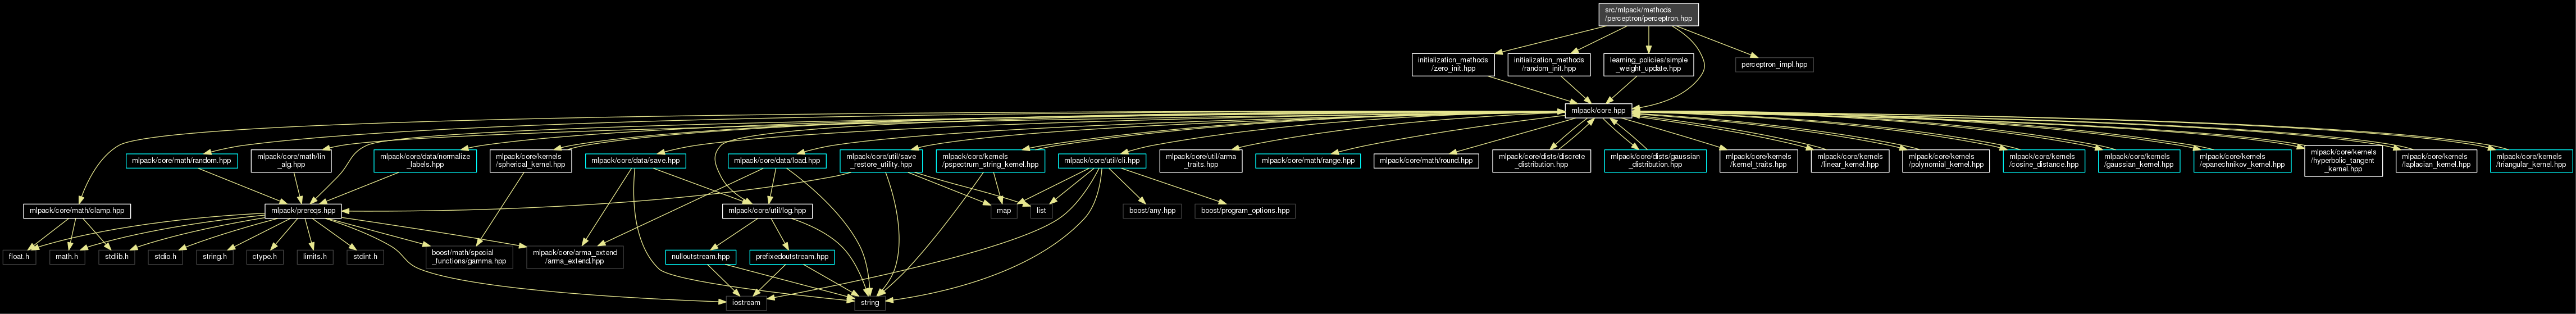 src/mlpack/methods
/perceptron/perceptron.hpp
initialization_methods
/zero_init.hpp
initialization_methods
/random_init.hpp
learning_policies/simple
_weight_update.hpp
perceptron_impl.hpp
mlpack/core.hpp
mlpack/core/math/random.hpp
mlpack/core/math/lin
_alg.hpp
mlpack/core/data/normalize
_labels.hpp
mlpack/core/kernels
/spherical_kernel.hpp
mlpack/core/data/save.hpp
mlpack/core/data/load.hpp
mlpack/core/util/save
_restore_utility.hpp
mlpack/core/kernels
/pspectrum_string_kernel.hpp
mlpack/core/util/cli.hpp
mlpack/core/util/arma
_traits.hpp
mlpack/core/math/range.hpp
mlpack/core/math/round.hpp
mlpack/core/dists/discrete
_distribution.hpp
mlpack/core/dists/gaussian
_distribution.hpp
mlpack/core/kernels
/kernel_traits.hpp
mlpack/core/kernels
/linear_kernel.hpp
mlpack/core/kernels
/polynomial_kernel.hpp
mlpack/core/kernels
/cosine_distance.hpp
mlpack/core/kernels
/gaussian_kernel.hpp
mlpack/core/kernels
/epanechnikov_kernel.hpp
mlpack/core/kernels
/hyperbolic_tangent
_kernel.hpp
mlpack/core/kernels
/laplacian_kernel.hpp
mlpack/core/kernels
/triangular_kernel.hpp
mlpack/core/math/clamp.hpp
mlpack/prereqs.hpp
mlpack/core/util/log.hpp
map
list
boost/any.hpp
boost/program_options.hpp
float.h
math.h
stdlib.h
stdio.h
string.h
ctype.h
limits.h
stdint.h
boost/math/special
_functions/gamma.hpp
mlpack/core/arma_extend
/arma_extend.hpp
nulloutstream.hpp
prefixedoutstream.hpp
iostream
string